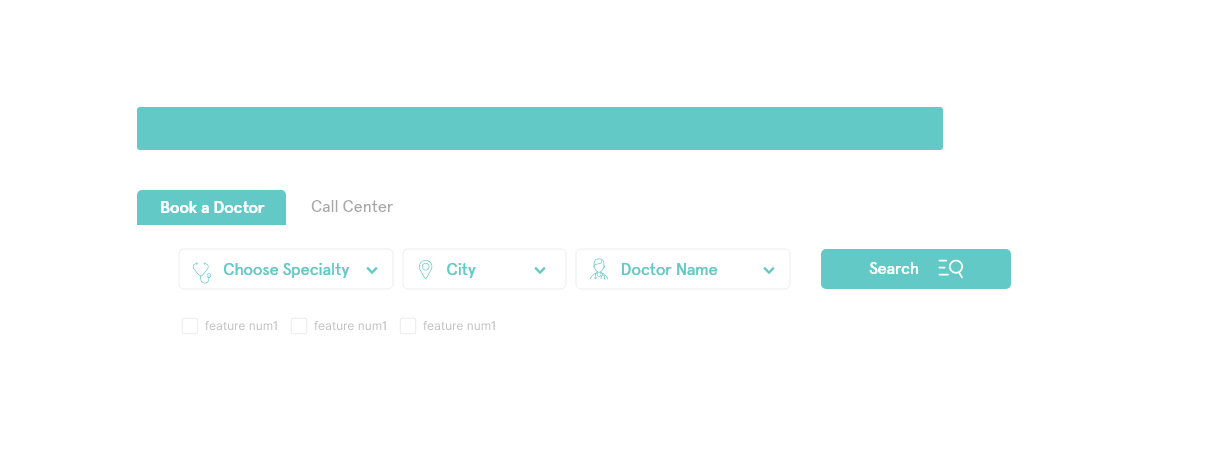 Book a Doctor Call Center
Choose Specialty City Doctor Name Search
feature num1 feature num1 feature num1